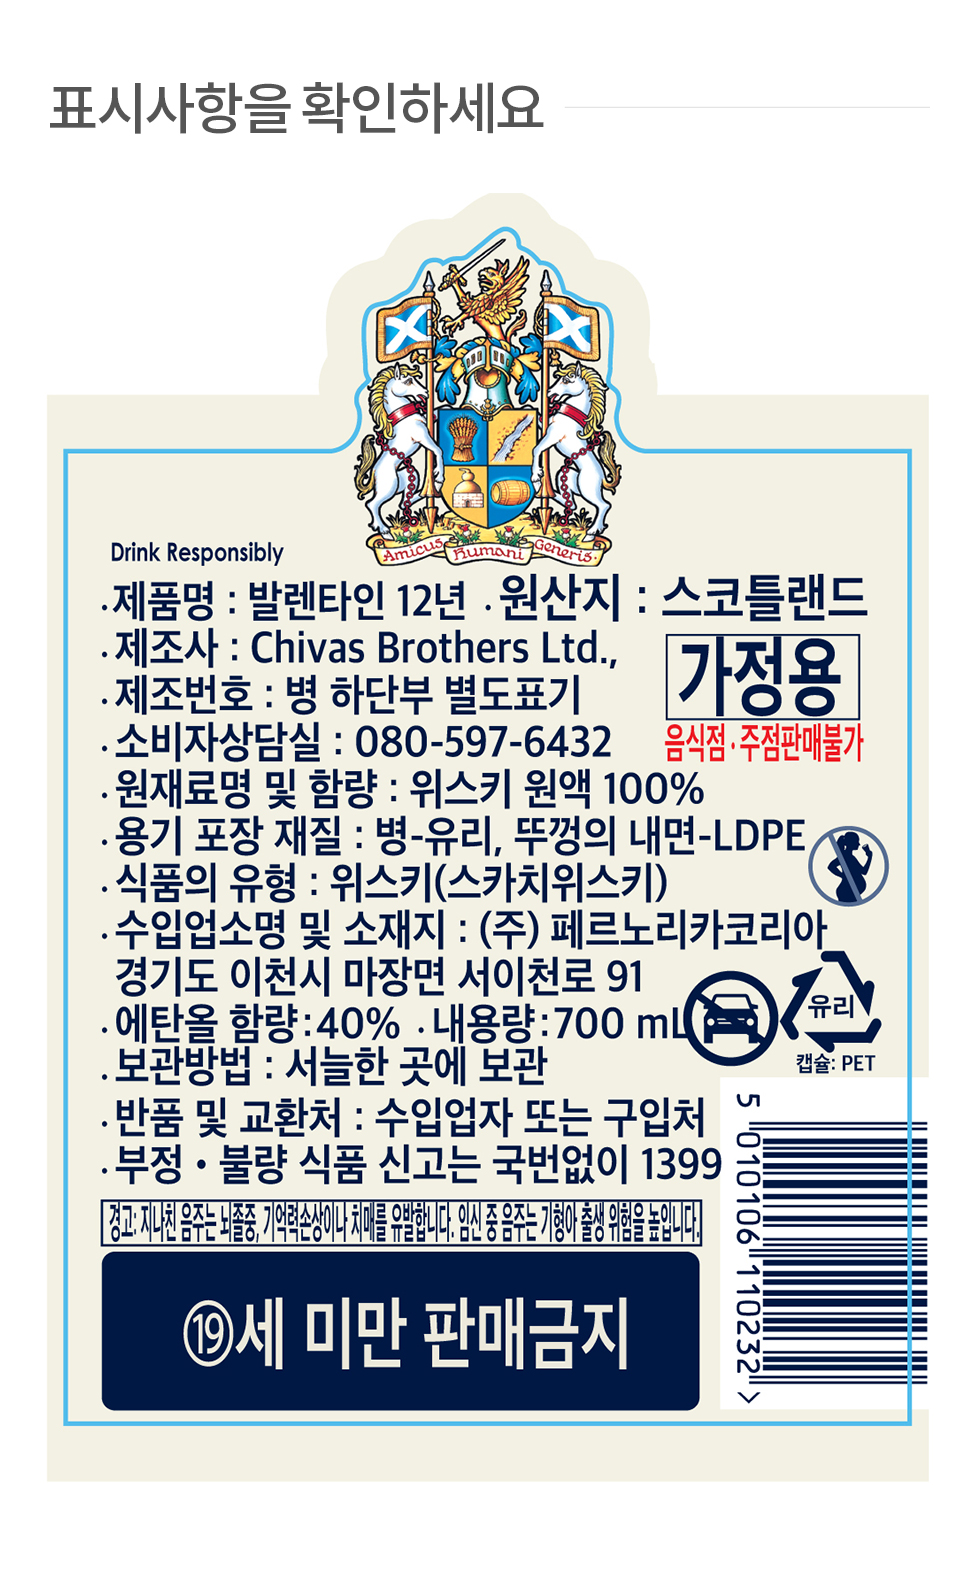 표시사항을 확인하세요
Amicus Humani Generis
Drink Responsibly
·제품명 : 발렌타인 12년 ·원산지 : 스코틀랜드
·제조사 : Chivas Brothers Ltd.,
가정용
·제조번호 : 병 하단부 별도표기
음식점·주점판매불가
·소비자상담실 : 080-597-6432
·원재료명 및 함량 : 위스키 원액 100%
·용기 포장 재질 : 병-유리, 뚜껑의 내면-LDPE
·식품의 유형 : 위스키(스카치위스키)
·수입업소명 및 소재지 : (주) 페르노리카코리아
경기도 이천시 마장면 서이천로 91
유리
·에탄올 함량:40% ·내용량:700 mL
캡슐: PET
·보관방법 : 서늘한 곳에 보관
·반품 및 교환처 : 수입업자 또는 구입처
·부정·불량 식품 신고는 국번없이 1399
5 010106 110232 >
경고: 지나친 음주는 뇌졸중, 기억력손상이나 치매를 유발합니다. 임신 중 음주는 기형아 출생 위험을 높입니다.
⑲세 미만 판매금지